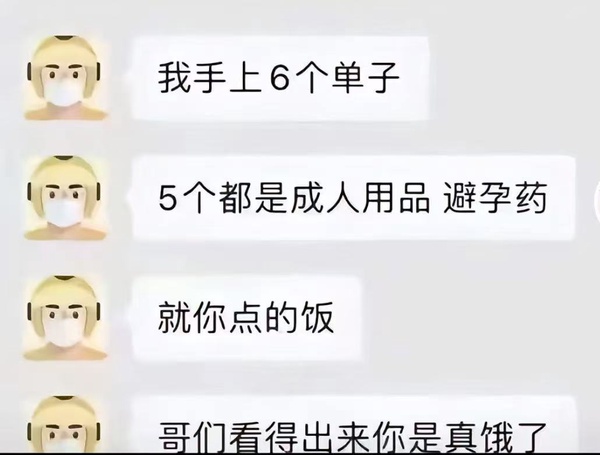 我手上6个单子
5个都是成人用品 避孕药
就你点的饭
哥们看得出来你是真饿了